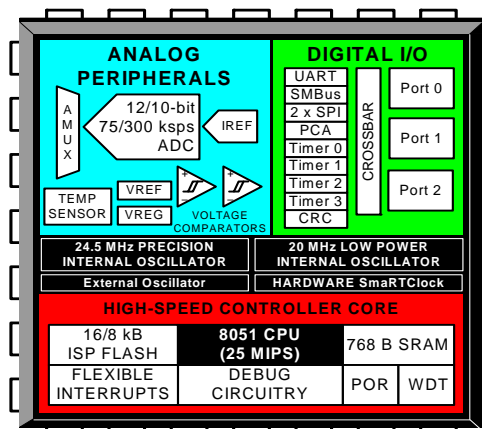 ANALOG
PERIPHERALS
AMUX
12/10-bit
75/300 ksps
ADC
IREF
TEMP
SENSOR
VREF
VREG
+
–
+
–
VOLTAGE
COMPARATORS
DIGITAL I/O
UART
SMBus
2 x SPI
PCA
Timer 0
Timer 1
Timer 2
Timer 3
CRC
CROSSBAR
Port 0
Port 1
Port 2
24.5 MHz PRECISION
INTERNAL OSCILLATOR
20 MHz LOW POWER
INTERNAL OSCILLATOR
External Oscillator
HARDWARE SmaRTClock
HIGH-SPEED CONTROLLER CORE
16/8 kB
ISP FLASH
8051 CPU
(25 MIPS)
768 B SRAM
FLEXIBLE
INTERRUPTS
DEBUG
CIRCUITRY
POR
WDT